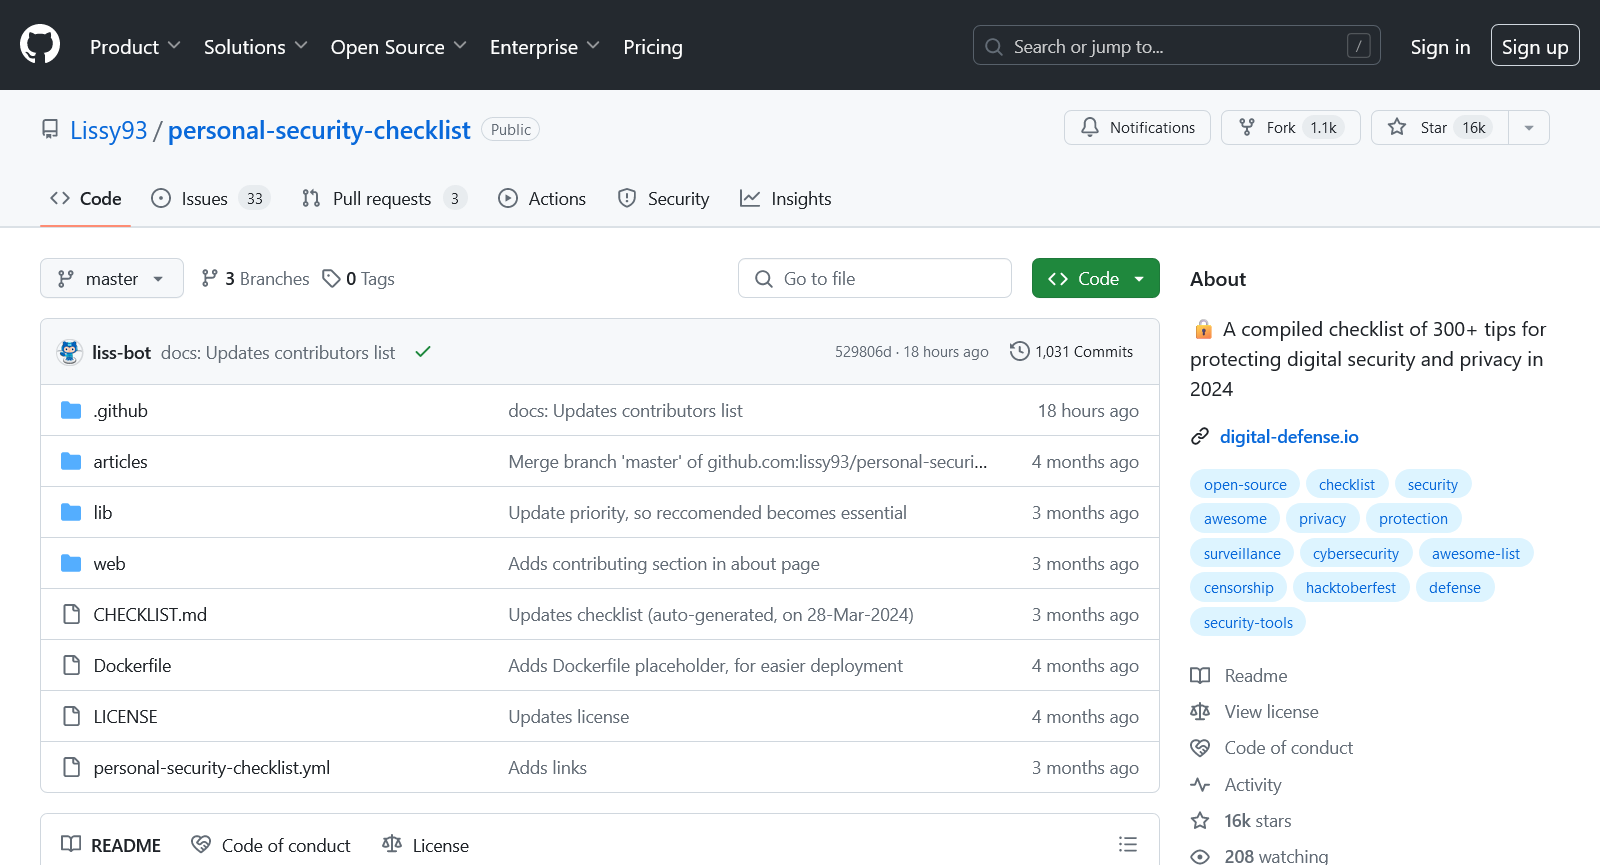 Product Solutions Open Source Enterprise Pricing Search or jump to... / Sign in Sign up
Lissy93 / personal-security-checklist Public Notifications Fork 1.1k Star 16k
Code Issues 33 Pull requests 3 Actions Security Insights
master 3 Branches 0 Tags Go to file Code
liss-bot docs: Updates contributors list 529806d · 18 hours ago 1,031 Commits
.github docs: Updates contributors list 18 hours ago
articles Merge branch 'master' of github.com:lissy93/personal-securi... 4 months ago
lib Update priority, so reccomended becomes essential 3 months ago
web Adds contributing section in about page 3 months ago
CHECKLIST.md Updates checklist (auto-generated, on 28-Mar-2024) 3 months ago
Dockerfile Adds Dockerfile placeholder, for easier deployment 4 months ago
LICENSE Updates license 4 months ago
personal-security-checklist.yml Adds links 3 months ago
README Code of conduct License
About
A compiled checklist of 300+ tips for
protecting digital security and privacy in
2024
digital-defense.io
open-source checklist security
awesome privacy protection
surveillance cybersecurity awesome-list
censorship hacktoberfest defense
security-tools
Readme
View license
Code of conduct
Activity
16k stars
208 watching